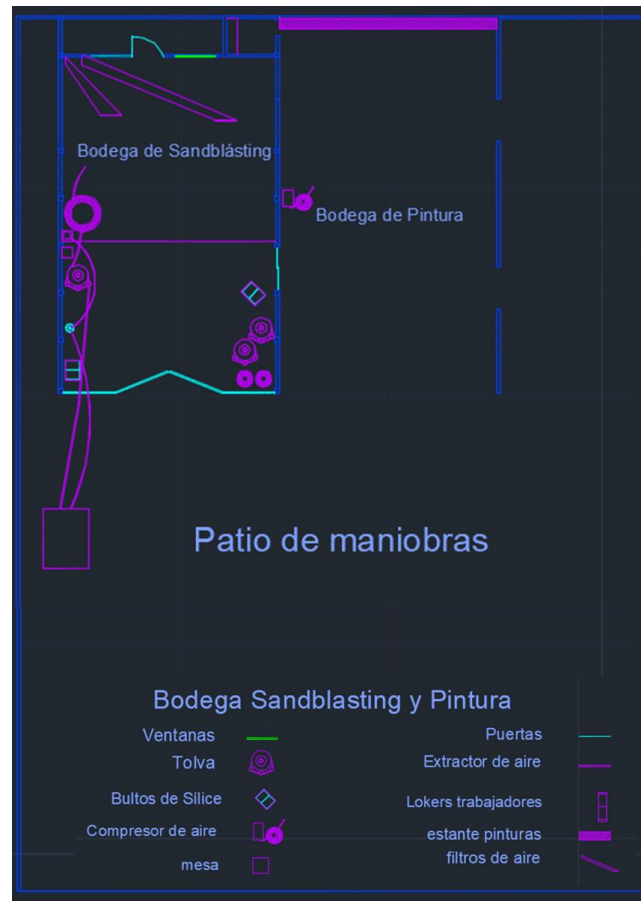 Bodega de Sandblásting
Bodega de Pintura
Patio de maniobras
Bodega Sandblasting y Pintura
Ventanas
Puertas
Tolva
Extractor de aire
Bultos de Sílice
Lokers trabajadores
Compresor de aire
estante pinturas
mesa
filtros de aire